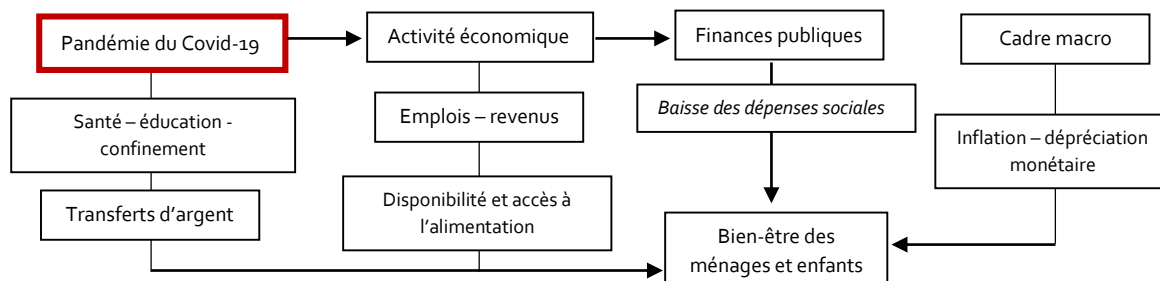 Pandémie du Covid-19
Activité économique
Finances publiques
Cadre macro
Santé – éducation -
confinement
Emplois – revenus
Baisse des dépenses sociales
Inflation – dépréciation
monétaire
Transferts d’argent
Disponibilité et accès à
l’alimentation
Bien-être des
ménages et enfants